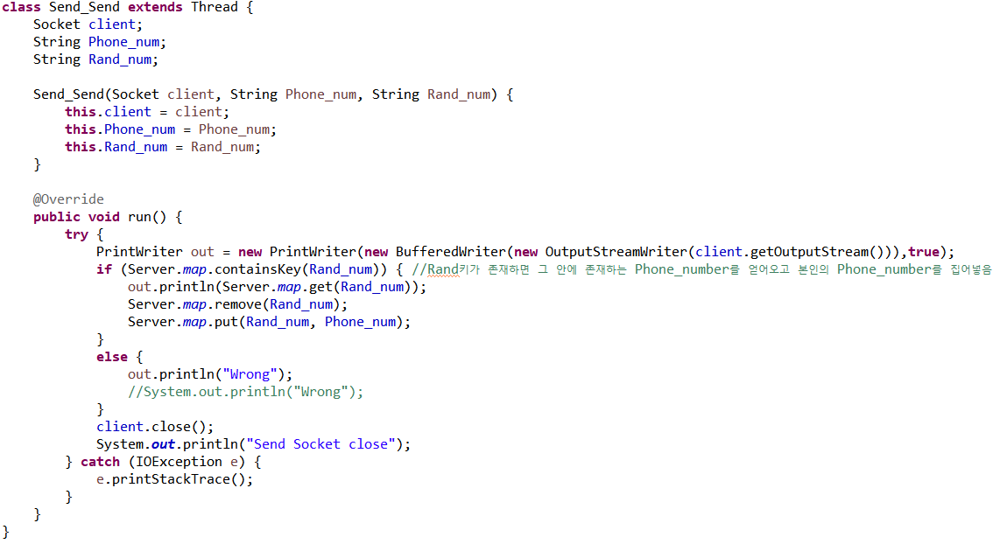 class Send_Send extends Thread {
    Socket client;
    String Phone_num;
    String Rand_num;

    Send_Send(Socket client, String Phone_num, String Rand_num) {
        this.client = client;
        this.Phone_num = Phone_num;
        this.Rand_num = Rand_num;
    }

    @Override
    public void run() {
        try {
            PrintWriter out = new PrintWriter(new BufferedWriter(new OutputStreamWriter(client.getOutputStream())),true);
            if (Server.map.containsKey(Rand_num)) { //Rand키가 존재하면 그 안에 존재하는 Phone_number를 얻어오고 본인의 Phone_number를 집어넣음
                out.println(Server.map.get(Rand_num));
                Server.map.remove(Rand_num);
                Server.map.put(Rand_num, Phone_num);
            }
            else {
                out.println("Wrong");
                //System.out.println("Wrong");
            }
            client.close();
            System.out.println("Send Socket close");
        } catch (IOException e) {
            e.printStackTrace();
        }
    }
}